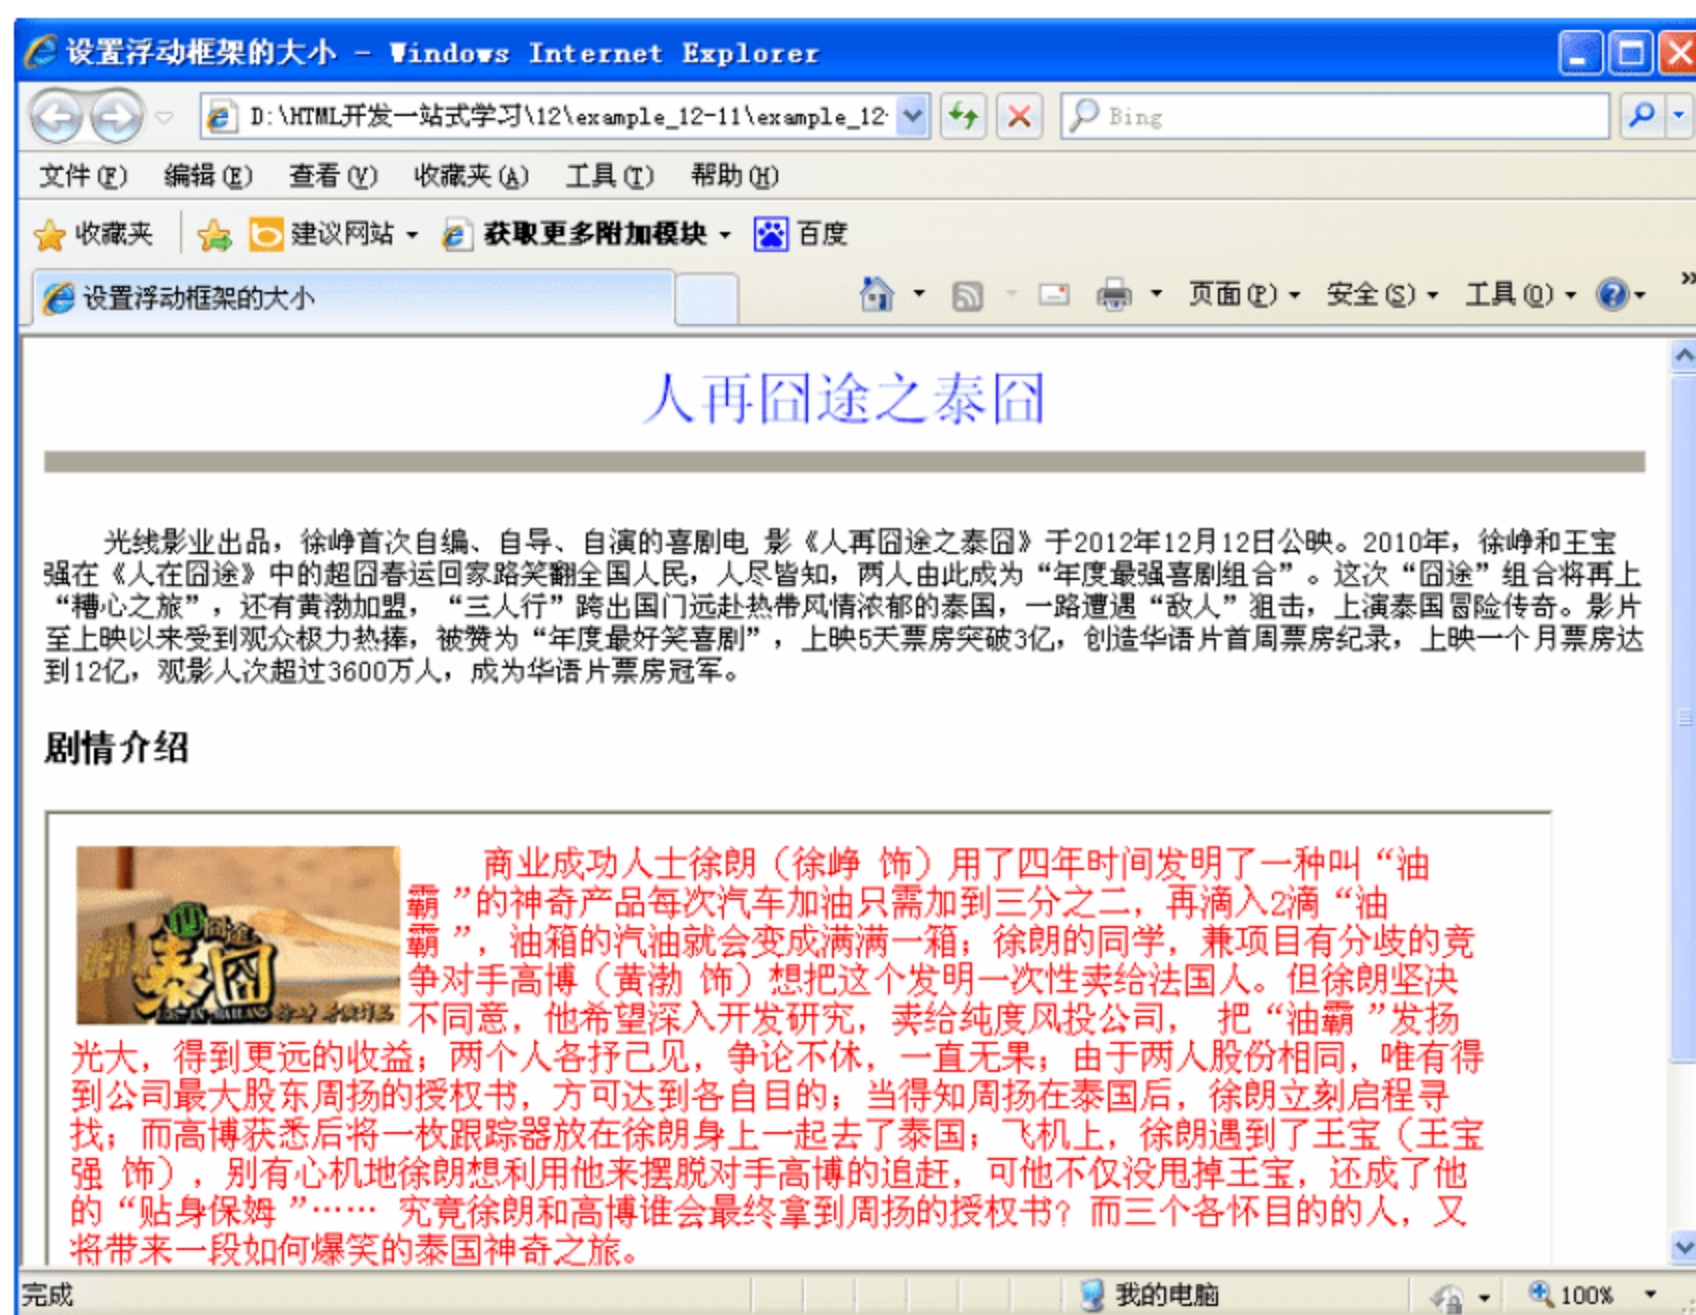 设置浮动框架的大小 - Windows Internet Explorer
D:\HTML开发一站式学习\12\example_12-11\example_12-
Bing
文件(F) 编辑(E) 查看(V) 收藏夹(A) 工具(T) 帮助(H)
收藏夹 建议网站 获取更多附加模块 百度
设置浮动框架的大小
页面(P) 安全(S) 工具(O) »
人再囧途之泰囧
光线影业出品，徐峥首次自编、自导、自演的喜剧电 影《人再囧途之泰囧》于2012年12月12日公映。2010年，徐峥和王宝
强在《人在囧途》中的超囧春运回家路笑翻全国人民，人尽皆知，两人由此成为“年度最强喜剧组合”。这次“囧途”组合将再上
“糟心之旅”，还有黄渤加盟，“三人行”跨出国门远赴热带风情浓郁的泰国，一路遭遇“敌人”狙击，上演泰国冒险传奇。影片
至上映以来受到观众极力热捧，被赞为“年度最好笑喜剧”，上映5天票房突破3亿，创造华语片首周票房纪录，上映一个月票房达
到12亿，观影人次超过3600万人，成为华语片票房冠军。
剧情介绍
商业成功人士徐朗（徐峥 饰）用了四年时间发明了一种叫“油
霸 ”的神奇产品每次汽车加油只需加到三分之二，再滴入2滴“油
霸 ”，油箱的汽油就会变成满满一箱；徐朗的同学，兼项目有分歧的竞
争对手高博（黄渤 饰）想把这个发明一次性卖给法国人。但徐朗坚决
不同意，他希望深入开发研究，卖给纯度风投公司， 把“油霸 ”发扬
光大，得到更远的收益；两个人各抒己见，争论不休，一直无果；由于两人股份相同，唯有得
到公司最大股东周扬的授权书，方可达到各自目的；当得知周扬在泰国后，徐朗立刻启程寻
找；而高博获悉后将一枚跟踪器放在徐朗身上一起去了泰国；飞机上，徐朗遇到了王宝（王宝
强 饰），别有心机地徐朗想利用他来摆脱对手高博的追赶，可他不仅没甩掉王宝，还成了他
的“贴身保姆 ”…… 究竟徐朗和高博谁会最终拿到周扬的授权书？而三个各怀目的的人，又
将带来一段如何爆笑的泰国神奇之旅。
泰囧
完成 我的电脑 100%